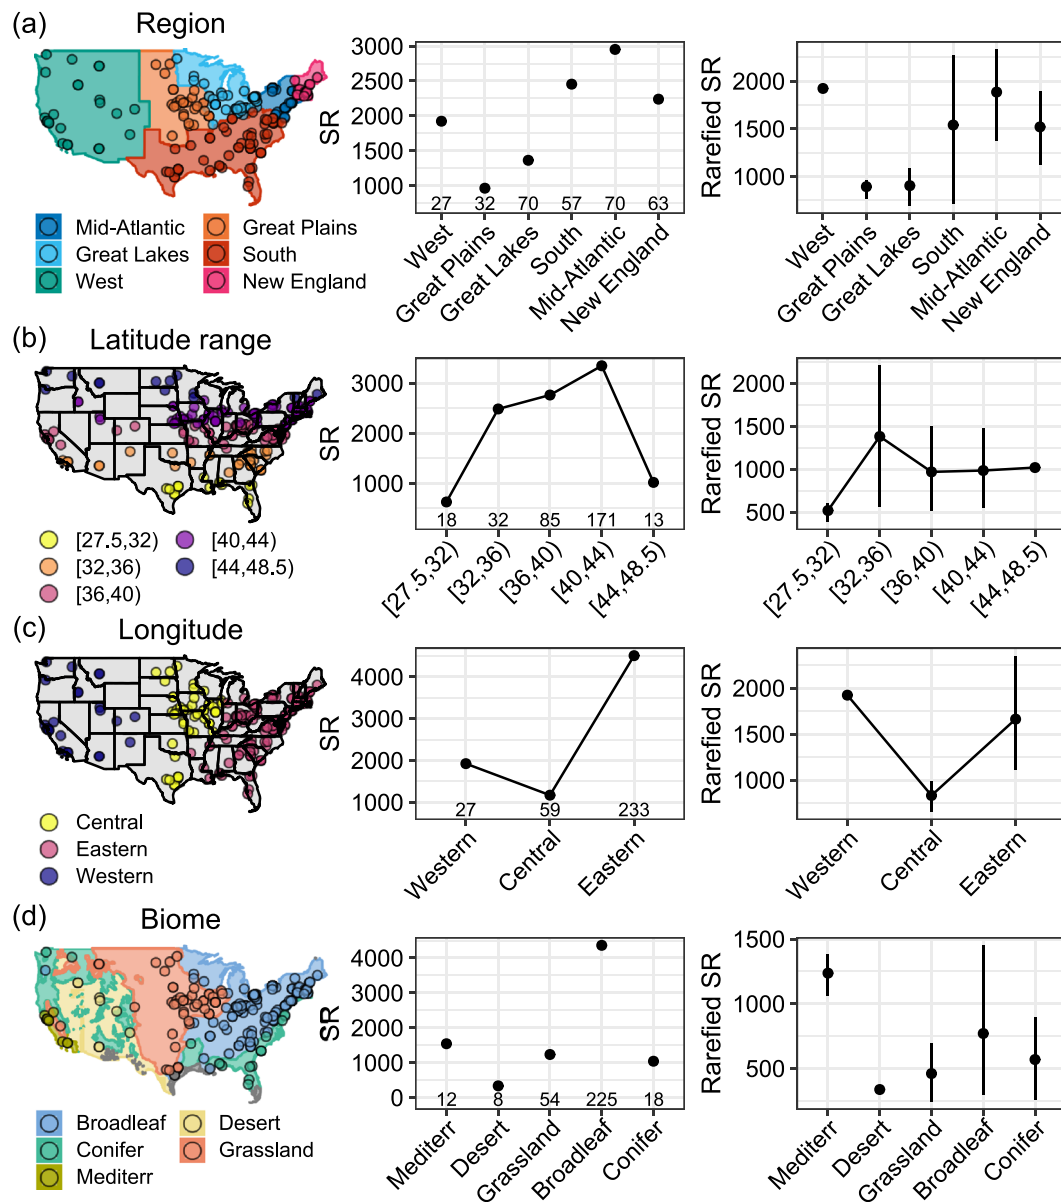 (a) Region
SR
3000
2500
2000
1500
1000
27 32 70 57 70 63
West
Great Plains
Great Lakes
South
Mid-Atlantic
New England
Rarefied SR
2000
1500
1000
West
Great Plains
Great Lakes
South
Mid-Atlantic
New England
Mid-Atlantic
Great Lakes
West
Great Plains
South
New England
(b) Latitude range
SR
3000
2000
1000
18 32 85 171 13
[27.5,32)
[32,36)
[36,40)
[40,44)
[44,48.5)
Rarefied SR
2000
1500
1000
500
[27.5,32)
[32,36)
[36,40)
[40,44)
[44,48.5)
[27.5,32)
[32,36)
[36,40)
[40,44)
[44,48.5)
(c) Longitude
SR
4000
3000
2000
1000
27 59 233
Western
Central
Eastern
Rarefied SR
2000
1500
1000
Western
Central
Eastern
Central
Eastern
Western
(d) Biome
SR
4000
3000
2000
1000
0
12 8 54 225 18
Mediterr
Desert
Grassland
Broadleaf
Conifer
Rarefied SR
1500
1000
500
Mediterr
Desert
Grassland
Broadleaf
Conifer
Broadleaf
Conifer
Mediterr
Desert
Grassland